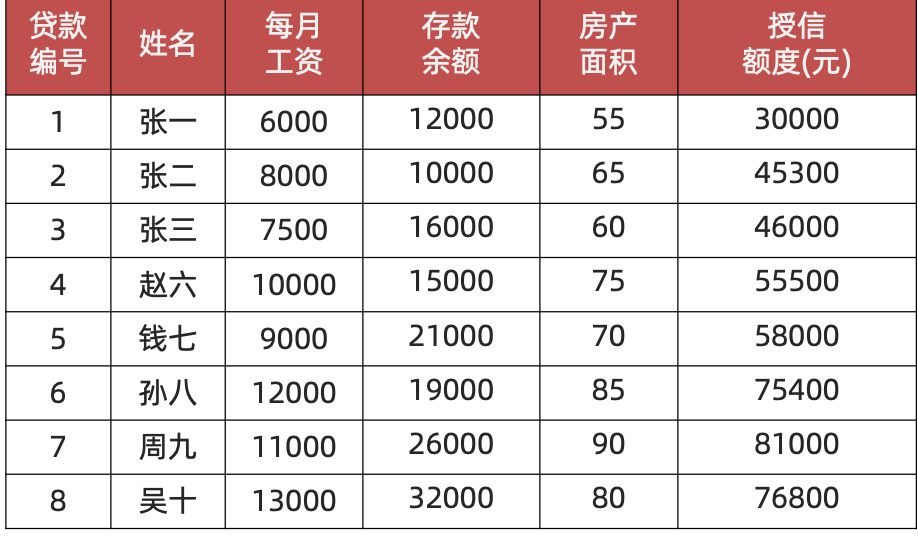 贷款编号 姓名 每月工资 存款余额 房产面积 授信额度(元)
1 张一 6000 12000 55 30000
2 张二 8000 10000 65 45300
3 张三 7500 16000 60 46000
4 赵六 10000 15000 75 55500
5 钱七 9000 21000 70 58000
6 孙八 12000 19000 85 75400
7 周九 11000 26000 90 81000
8 吴十 13000 32000 80 76800